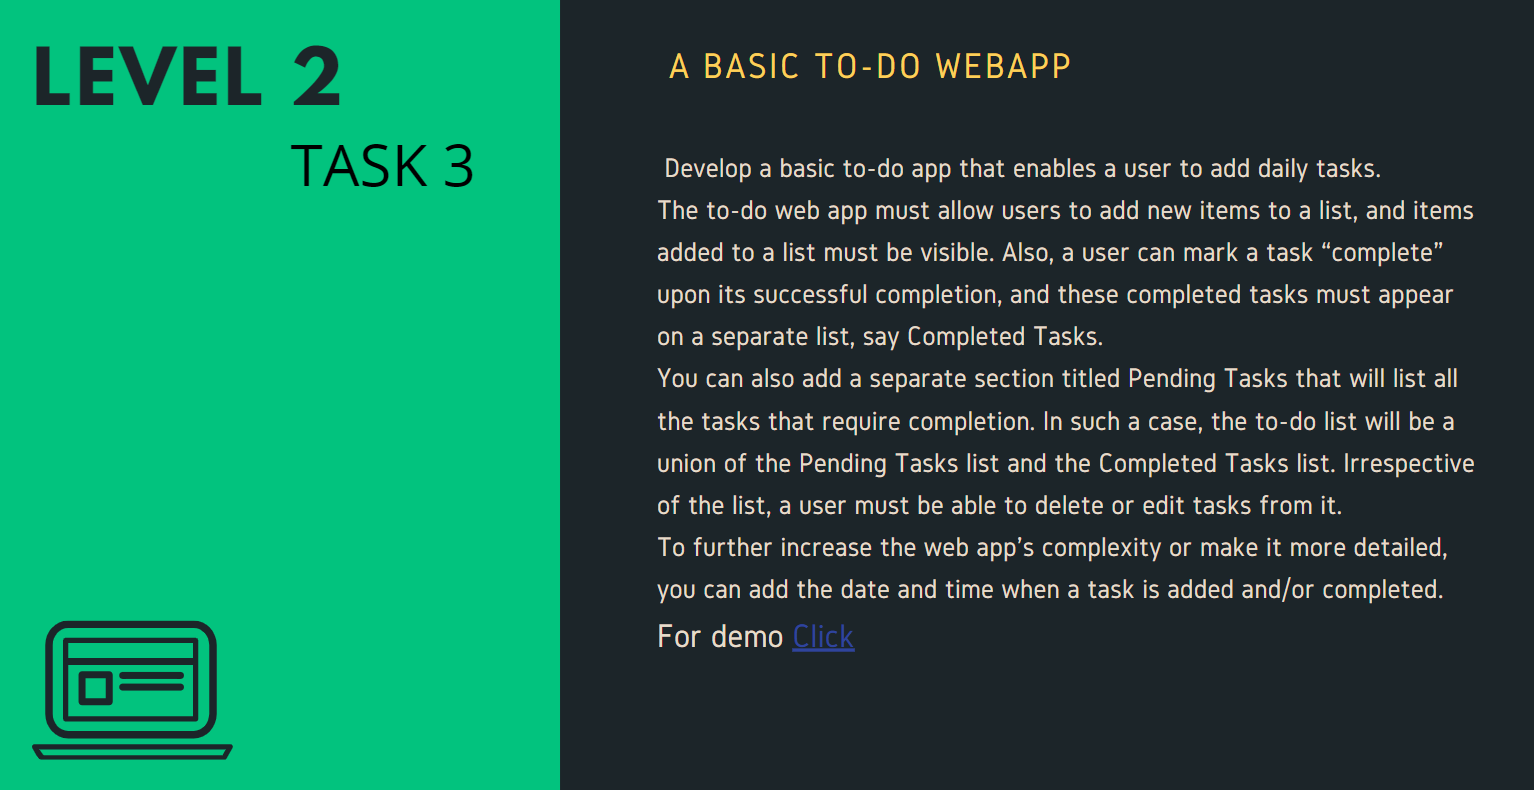 LEVEL 2
TASK 3
A BASIC TO-DO WEBAPP
Develop a basic to-do app that enables a user to add daily tasks.
The to-do web app must allow users to add new items to a list, and items
added to a list must be visible. Also, a user can mark a task “complete”
upon its successful completion, and these completed tasks must appear
on a separate list, say Completed Tasks.
You can also add a separate section titled Pending Tasks that will list all
the tasks that require completion. In such a case, the to-do list will be a
union of the Pending Tasks list and the Completed Tasks list. Irrespective
of the list, a user must be able to delete or edit tasks from it.
To further increase the web app’s complexity or make it more detailed,
you can add the date and time when a task is added and/or completed.
For demo Click